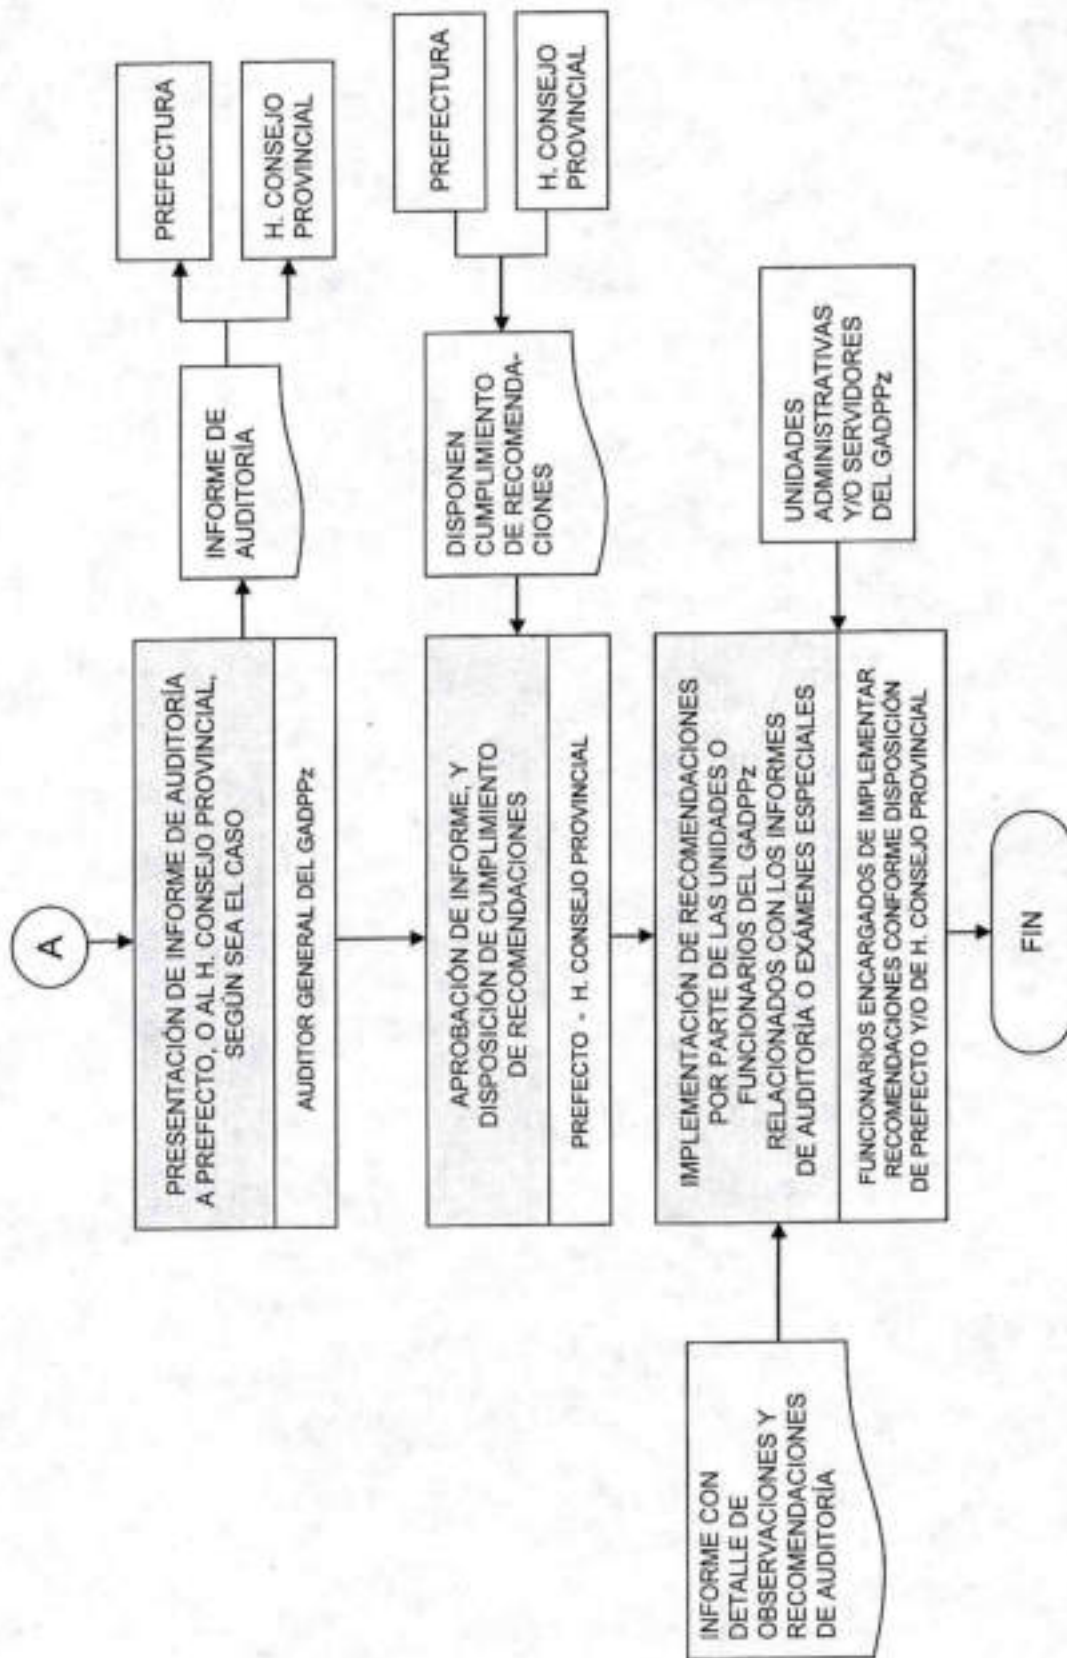 A
PRESENTACIÓN DE INFORME DE AUDITORÍA
A PREFECTO, O AL H. CONSEJO PROVINCIAL,
SEGÚN SEA EL CASO
AUDITOR GENERAL DEL GADPPz
INFORME DE
AUDITORÍA
PREFECTURA
H. CONSEJO
PROVINCIAL
APROBACIÓN DE INFORME, Y
DISPOSICIÓN DE CUMPLIMIENTO
DE RECOMENDACIONES
PREFECTO - H. CONSEJO PROVINCIAL
DISPONEN
CUMPLIMIENTO
DE RECOMENDA-
CIONES
PREFECTURA
H. CONSEJO
PROVINCIAL
INFORME CON
DETALLE DE
OBSERVACIONES Y
RECOMENDACIONES
DE AUDITORÍA
IMPLEMENTACIÓN DE RECOMENDACIONES
POR PARTE DE LAS UNIDADES O
FUNCIONARIOS DEL GADPPz
RELACIONADOS CON LOS INFORMES
DE AUDITORÍA O EXÁMENES ESPECIALES
FUNCIONARIOS ENCARGADOS DE IMPLEMENTAR
RECOMENDACIONES CONFORME DISPOSICIÓN
DE PREFECTO Y/O DE H. CONSEJO PROVINCIAL
UNIDADES
ADMINISTRATIVAS
Y/O SERVIDORES
DEL GADPPz
FIN